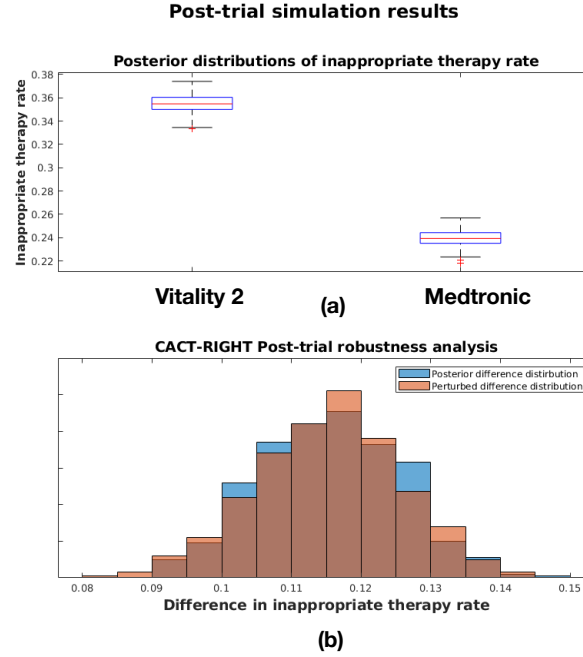 Post-trial simulation results
Posterior distributions of inappropriate therapy rate
Inappropriate therapy rate
0.38
0.36
0.34
0.32
0.3
0.28
0.26
0.24
0.22
Vitality 2
(a)
Medtronic
CACT-RIGHT Post-trial robustness analysis
Posterior difference distirbution
Perturbed difference distribution
0.08
0.09
0.1
0.11
0.12
0.13
0.14
0.15
Difference in inappropriate therapy rate
(b)